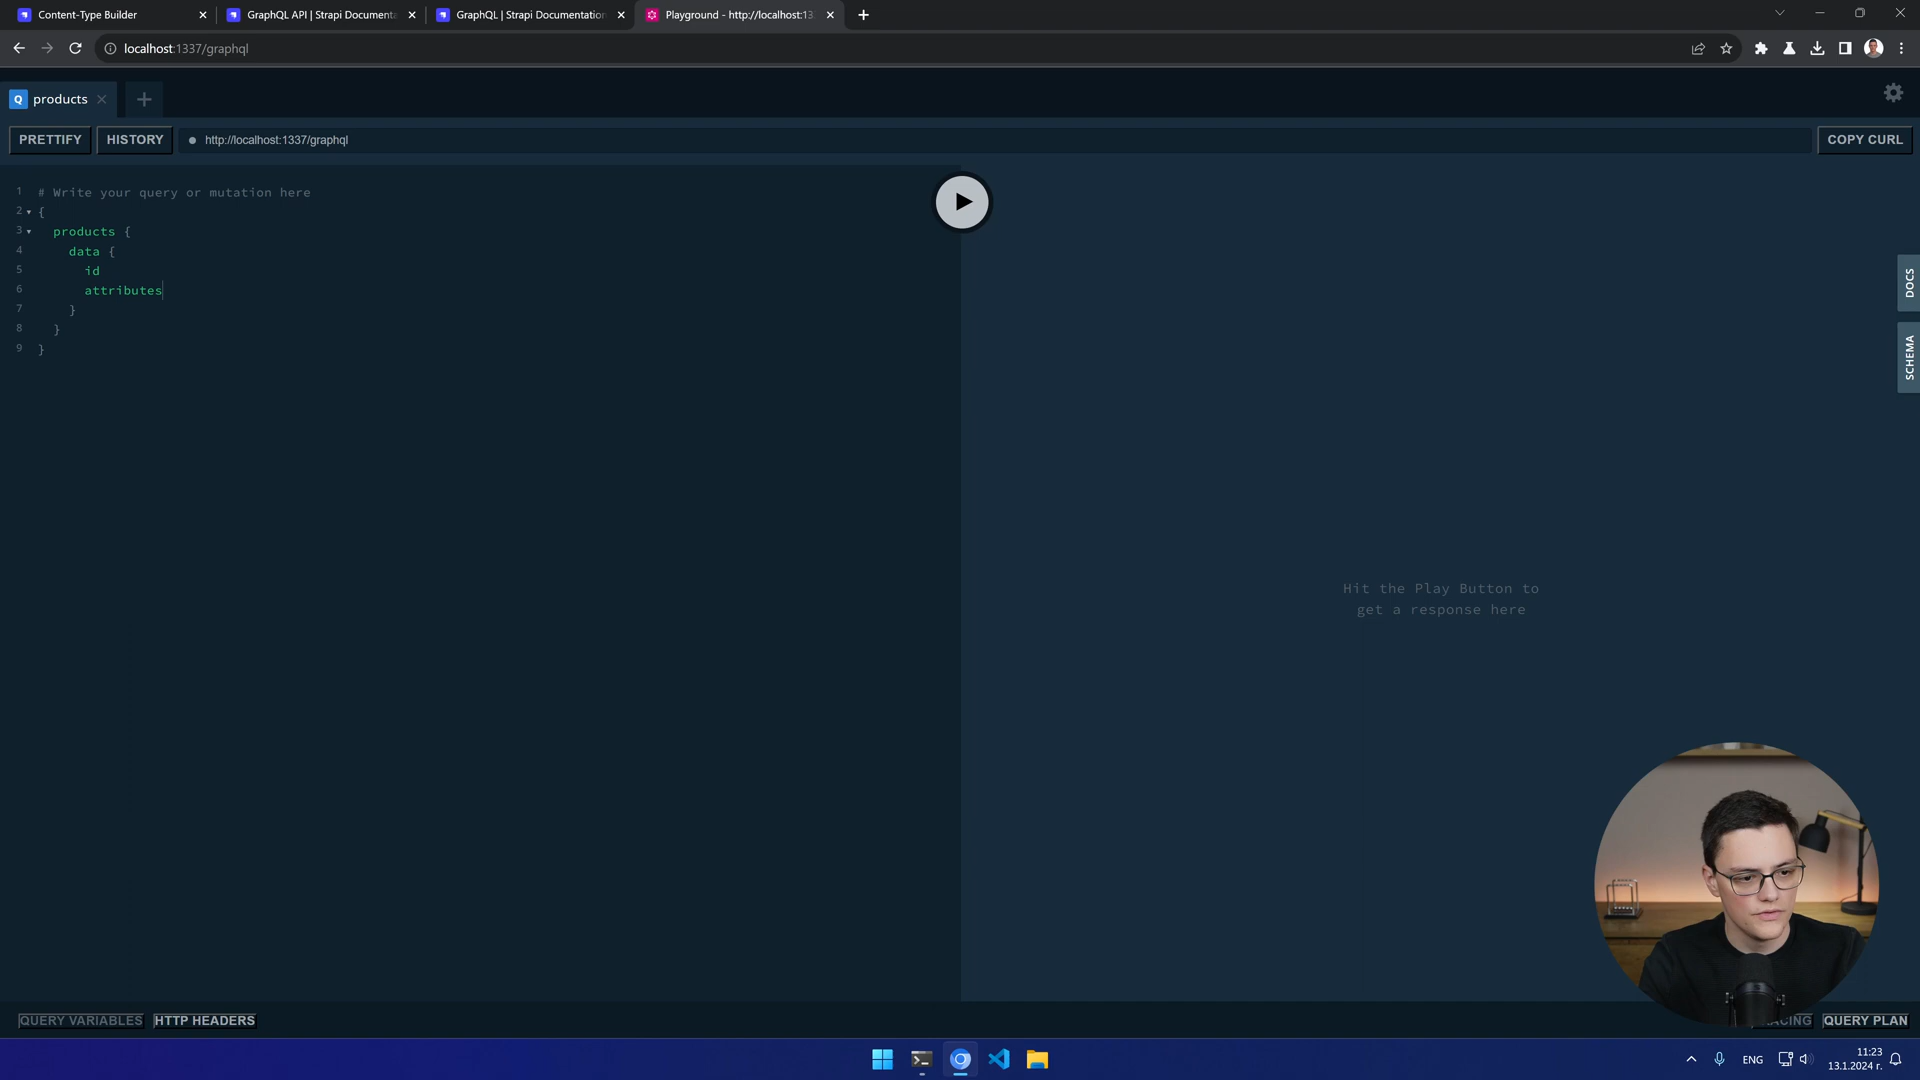 Content-Type Builder
GraphQL API | Strapi Documenta
GraphQL | Strapi Documentation
Playground - http://localhost:13
localhost:1337/graphql
Q products
PRETTIFY
HISTORY
http://localhost:1337/graphql
COPY CURL
1 # Write your query or mutation here
2 {
3 products {
4 data {
5 id
6 attributes
7 }
8 }
9 }
Hit the Play Button to
get a response here
DOCS
SCHEMA
QUERY VARIABLES
HTTP HEADERS
QUERY PLAN
ENG
11:23
13.1.2024 г.